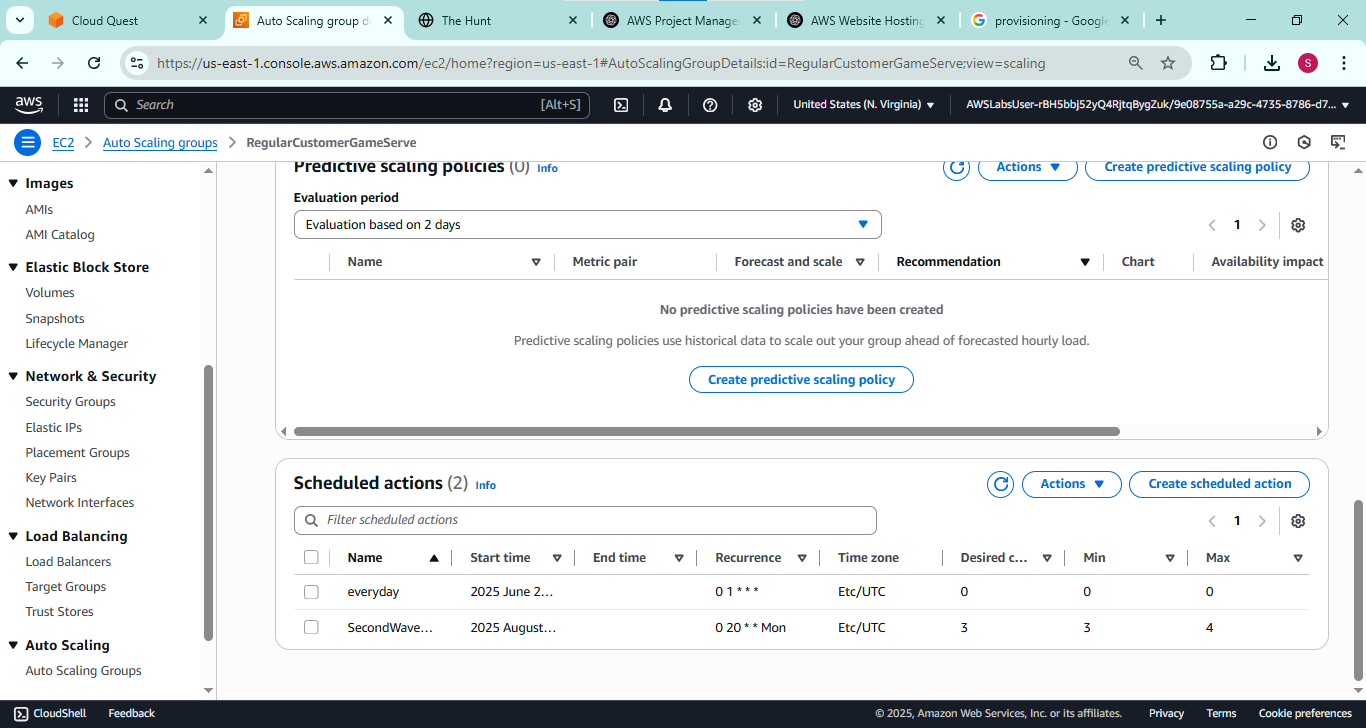 Cloud Quest
Auto Scaling group d
The Hunt
AWS Project Manage
AWS Website Hosting
provisioning - Google
https://us-east-1.console.aws.amazon.com/ec2/home?region=us-east-1#AutoScalingGroupDetails:id=RegularCustomerGameServe;view=scaling
S
aws
Search
[Alt+S]
United States (N. Virginia)
AWSLabsUser-rBH5bbj52yQ4RjtqBygZuk/9e08755a-a29c-4735-8786-d7...
EC2
Auto Scaling groups
RegularCustomerGameServe
Images
AMIs
AMI Catalog
Elastic Block Store
Volumes
Snapshots
Lifecycle Manager
Network & Security
Security Groups
Elastic IPs
Placement Groups
Key Pairs
Network Interfaces
Load Balancing
Load Balancers
Target Groups
Trust Stores
Auto Scaling
Auto Scaling Groups
Predictive scaling policies (0) Info
Actions
Create predictive scaling policy
Evaluation period
Evaluation based on 2 days
1
Name Metric pair Forecast and scale Recommendation Chart Availability impact
No predictive scaling policies have been created
Predictive scaling policies use historical data to scale out your group ahead of forecasted hourly load.
Create predictive scaling policy
Scheduled actions (2) Info
Actions
Create scheduled action
Filter scheduled actions
1
Name Start time End time Recurrence Time zone Desired c... Min Max
everyday 2025 June 2... 0 1 * * * Etc/UTC 0 0 0
SecondWave... 2025 August... 0 20 * * Mon Etc/UTC 3 3 4
CloudShell Feedback © 2025, Amazon Web Services, Inc. or its affiliates. Privacy Terms Cookie preferences